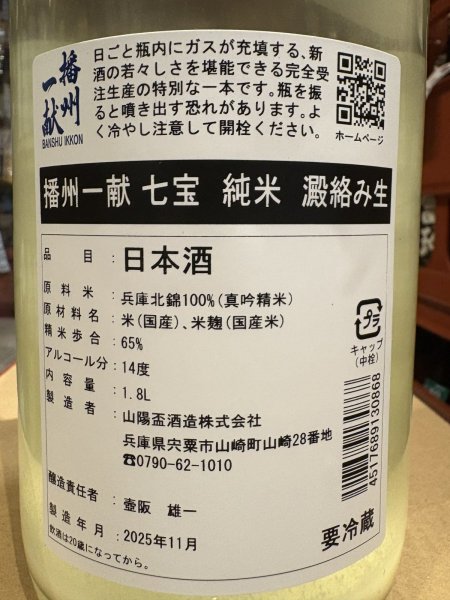 播州一献
BANSHU IKKON
日ごと瓶内にガスが充填する、新
酒の若々しさを堪能できる完全受
注生産の特別な一本です。瓶を振
ると噴き出す恐れがあります。よ
く冷やし注意して開栓ください。
ホームページ
播州一献 七宝 純米 澱絡み生
品目:日本酒
原料米:兵庫北錦100%(真吟精米)
原材料名:米(国産)、米麹(国産米)
精米歩合:65%
アルコール分:14度
内容量:1.8L
製造者:山陽盃酒造株式会社
兵庫県宍粟市山崎町山崎28番地
☎0790-62-1010
醸造責任者:壺阪 雄一
製造年月:2025年11月
飲酒は20歳になってから。
プラ
キャップ
(中栓)
4517689130868
要冷蔵